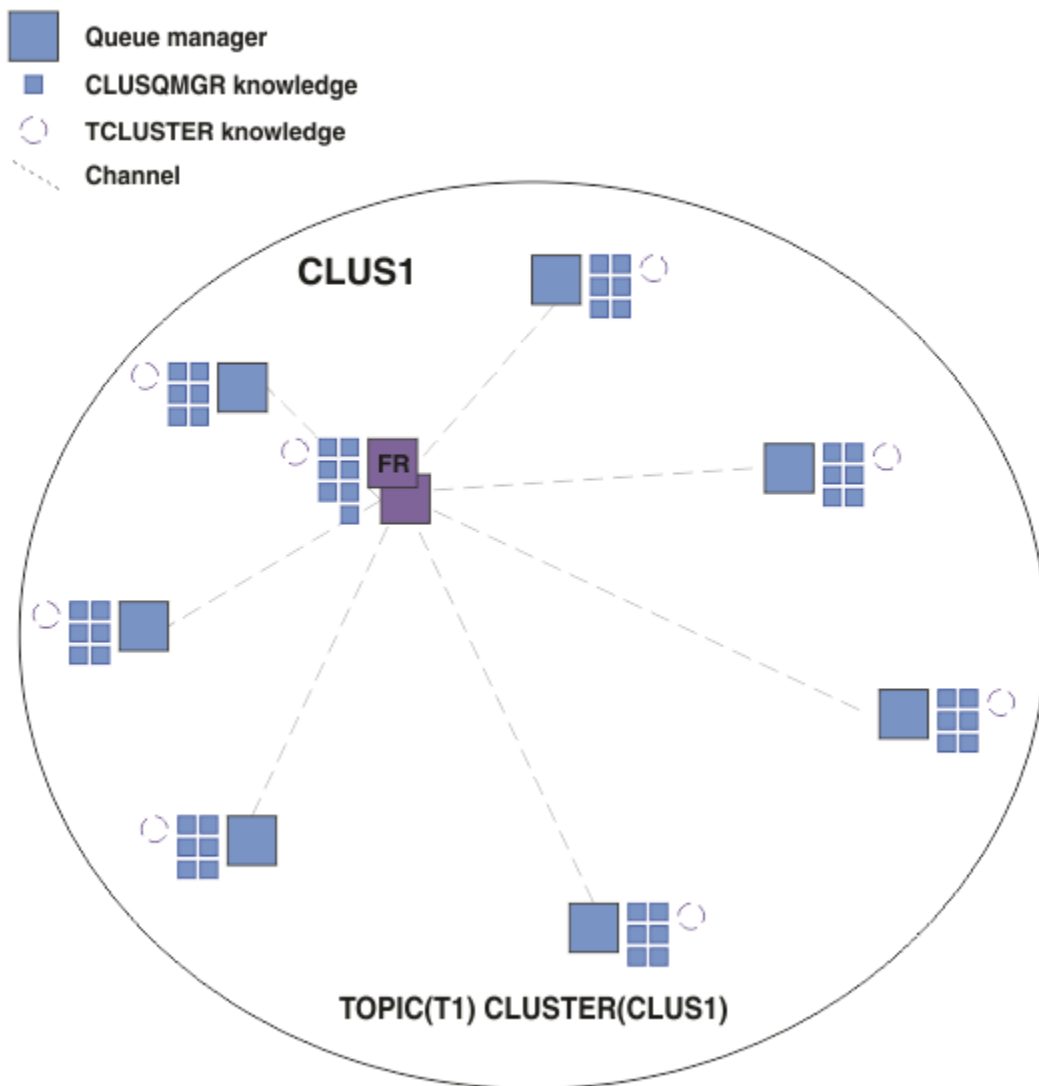 Queue manager
CLUSQMGR knowledge
TCLUSTER knowledge
Channel
CLUS1
FR
TOPIC(T1) CLUSTER(CLUS1)